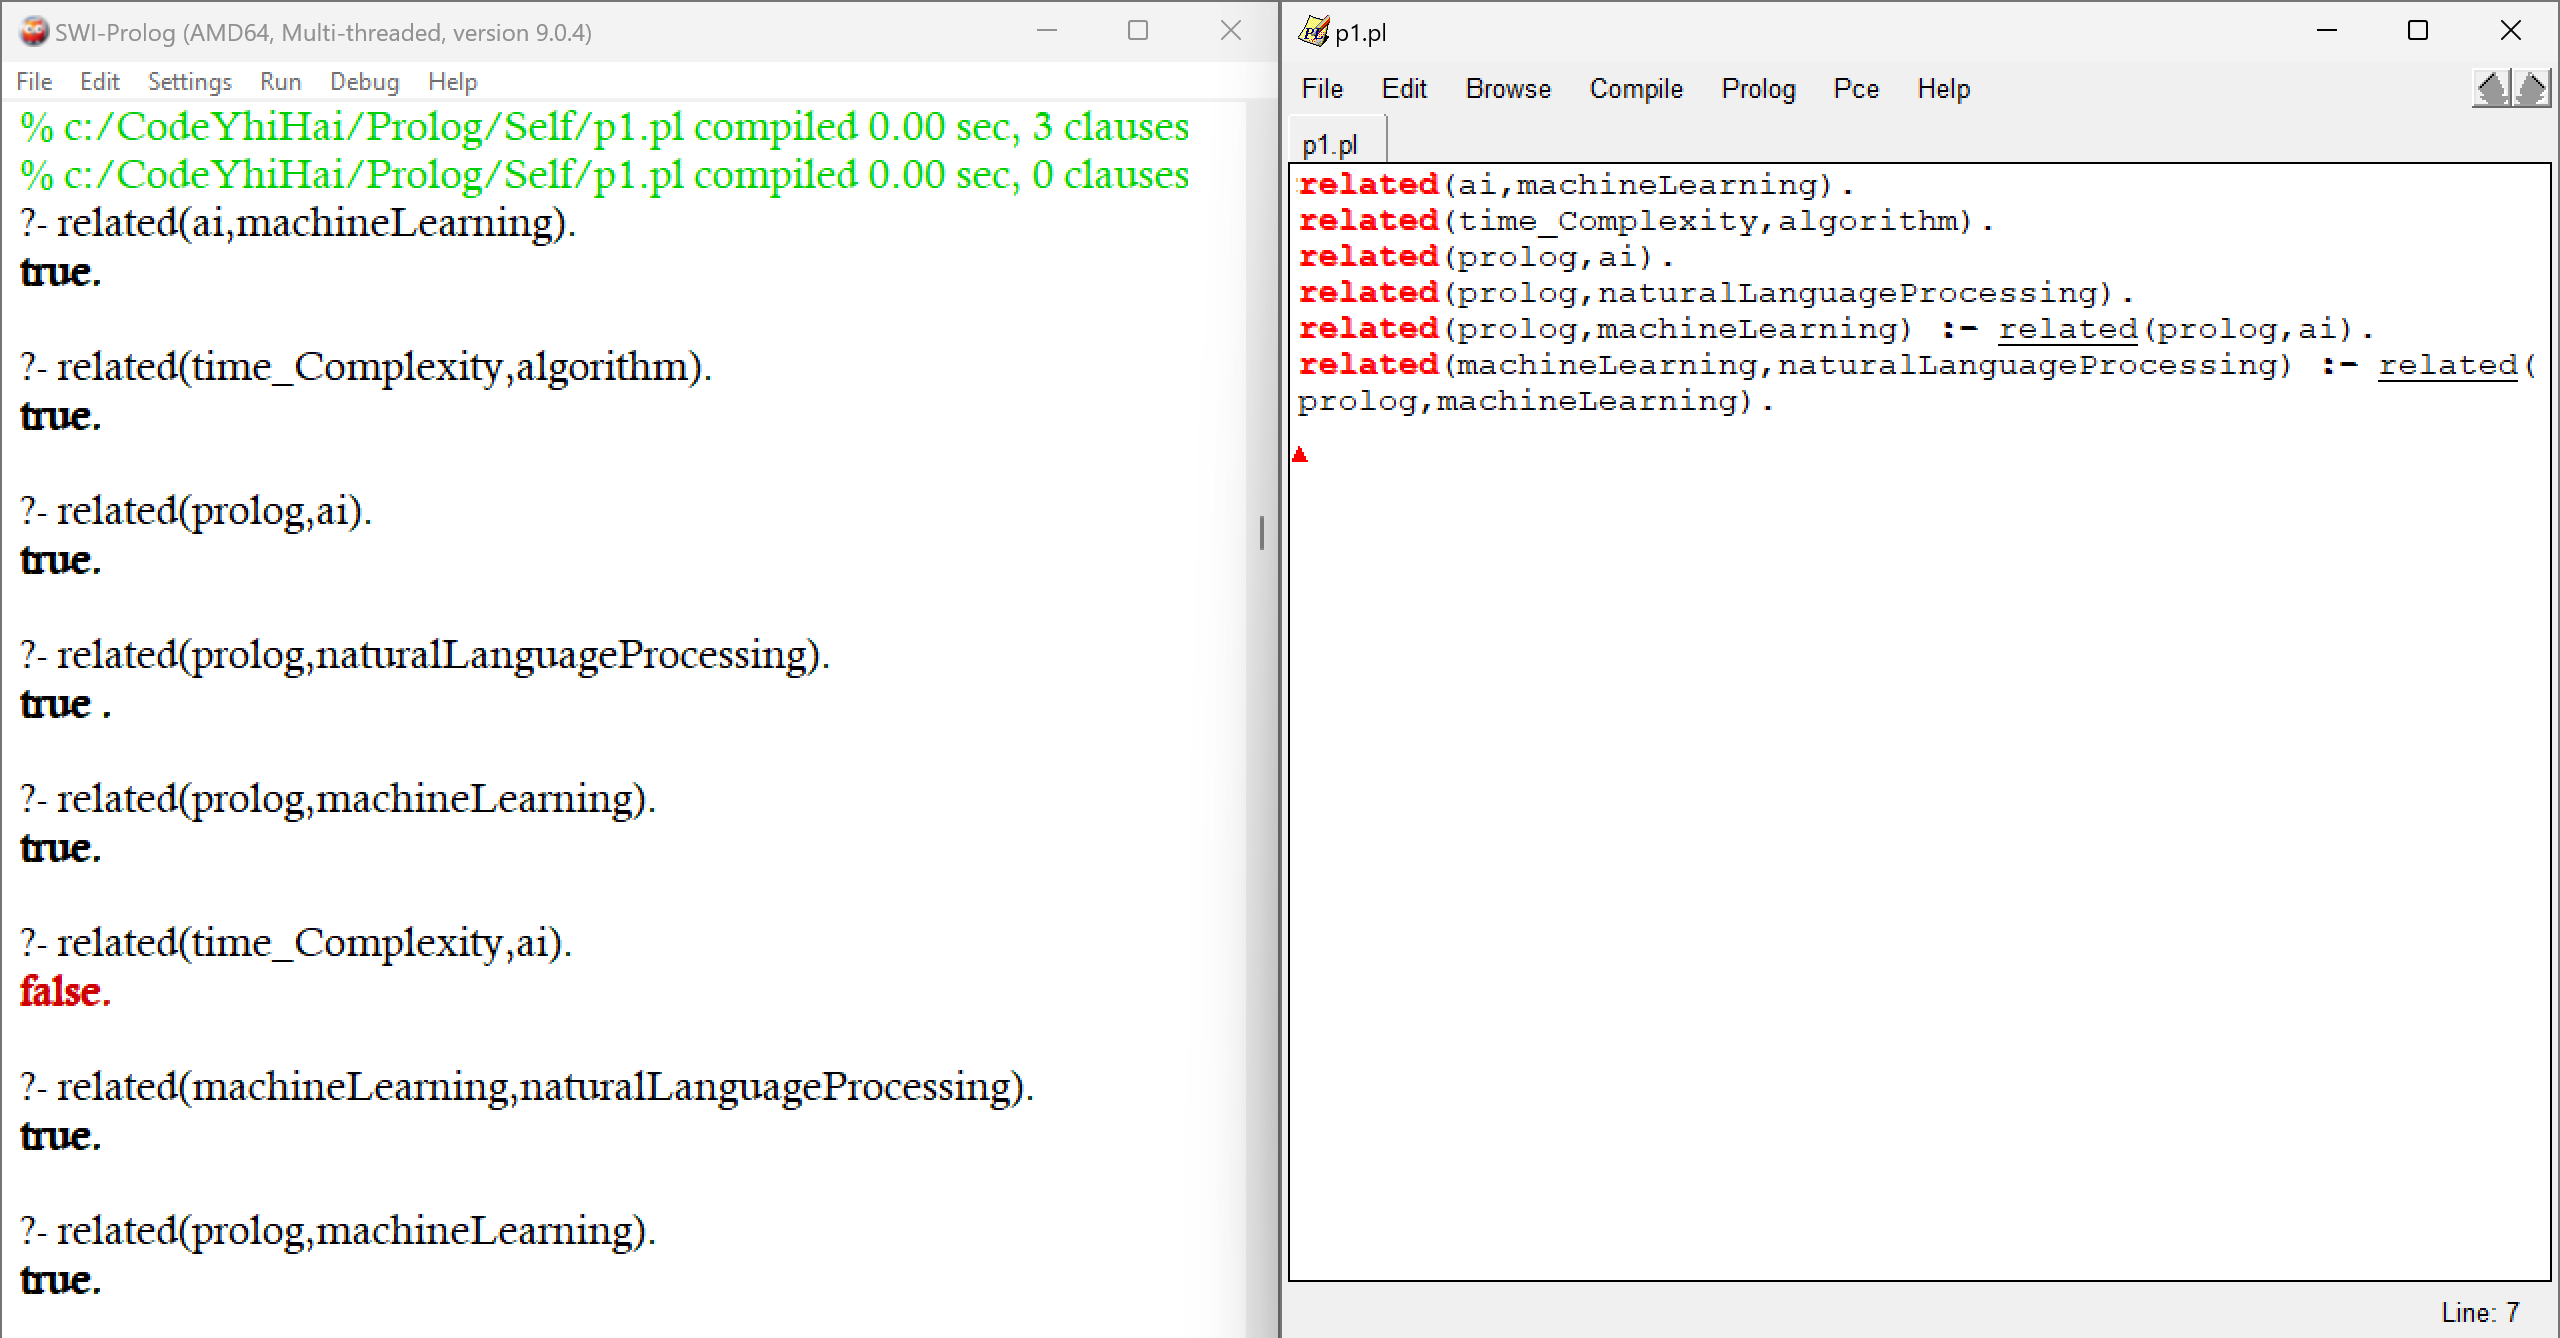 SWI-Prolog (AMD64, Multi-threaded, version 9.0.4)
File Edit Settings Run Debug Help
% c:/CodeYhiHai/Prolog/Self/p1.pl compiled 0.00 sec, 3 clauses
% c:/CodeYhiHai/Prolog/Self/p1.pl compiled 0.00 sec, 0 clauses
?- related(ai,machineLearning).
true.
?- related(time_Complexity,algorithm).
true.
?- related(prolog,ai).
true.
?- related(prolog,naturalLanguageProcessing).
true .
?- related(prolog,machineLearning).
true.
?- related(time_Complexity,ai).
false.
?- related(machineLearning,naturalLanguageProcessing).
true.
?- related(prolog,machineLearning).
true.
p1.pl
File Edit Browse Compile Prolog Pce Help
p1.pl
related(ai,machineLearning).
related(time_Complexity,algorithm).
related(prolog,ai).
related(prolog,naturalLanguageProcessing).
related(prolog,machineLearning) :- related(prolog,ai).
related(machineLearning,naturalLanguageProcessing) :- related(
prolog,machineLearning).
Line: 7